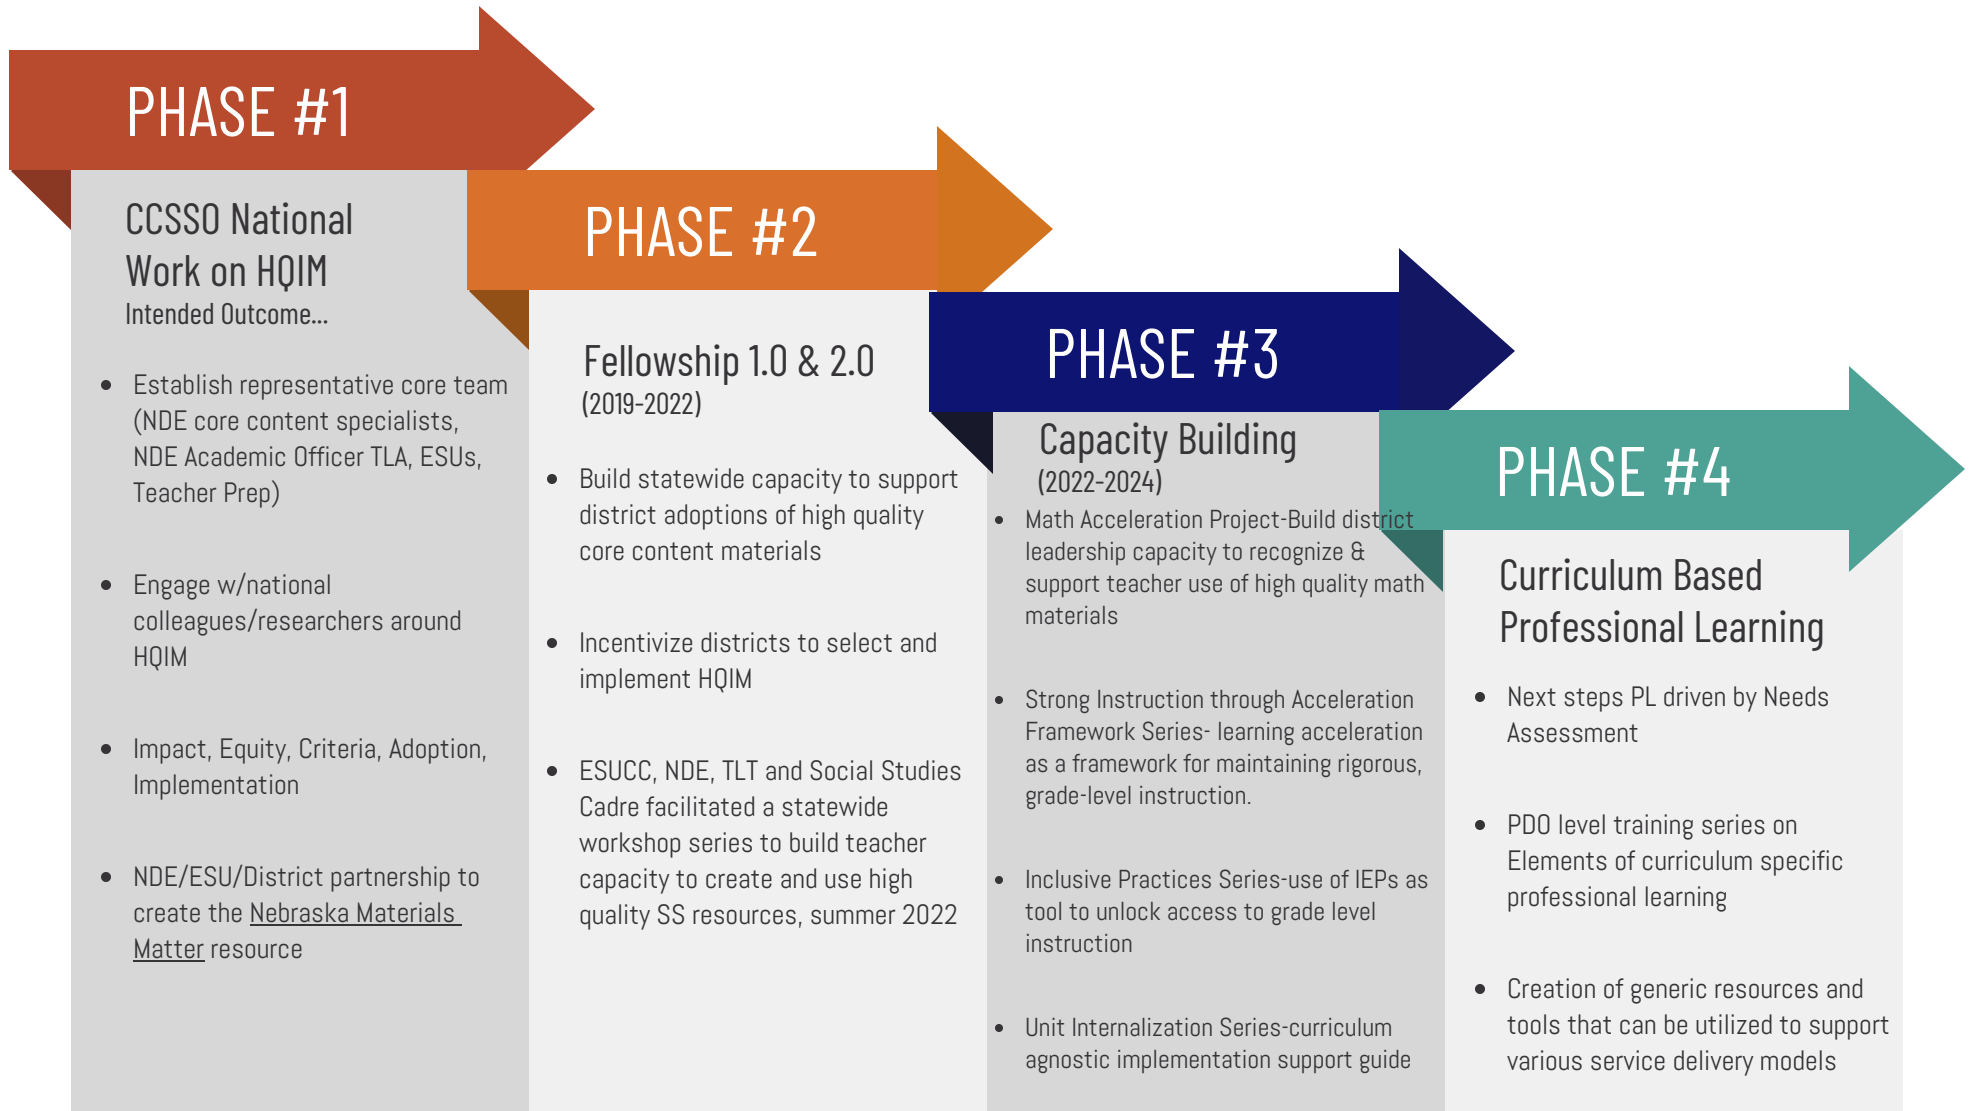 PHASE #1
CCSSO National
Work on HQIM
Intended Outcome...
• Establish representative core team
(NDE core content specialists,
NDE Academic Officer TLA, ESUs,
Teacher Prep)
• Engage w/national
colleagues/researchers around
HQIM
• Impact, Equity, Criteria, Adoption,
Implementation
• NDE/ESU/District partnership to
create the Nebraska Materials
Matter resource
PHASE #2
Fellowship 1.0 & 2.0
(2019-2022)
• Build statewide capacity to support
district adoptions of high quality
core content materials
• Incentivize districts to select and
implement HQIM
• ESUCC, NDE, TLT and Social Studies
Cadre facilitated a statewide
workshop series to build teacher
capacity to create and use high
quality SS resources, summer 2022
PHASE #3
Capacity Building
(2022-2024)
• Math Acceleration Project-Build district
leadership capacity to recognize &
support teacher use of high quality math
materials
• Strong Instruction through Acceleration
Framework Series- learning acceleration
as a framework for maintaining rigorous,
grade-level instruction.
• Inclusive Practices Series-use of IEPs as
tool to unlock access to grade level
instruction
• Unit Internalization Series-curriculum
agnostic implementation support guide
PHASE #4
Curriculum Based
Professional Learning
• Next steps PL driven by Needs
Assessment
• PDO level training series on
Elements of curriculum specific
professional learning
• Creation of generic resources and
tools that can be utilized to support
various service delivery models